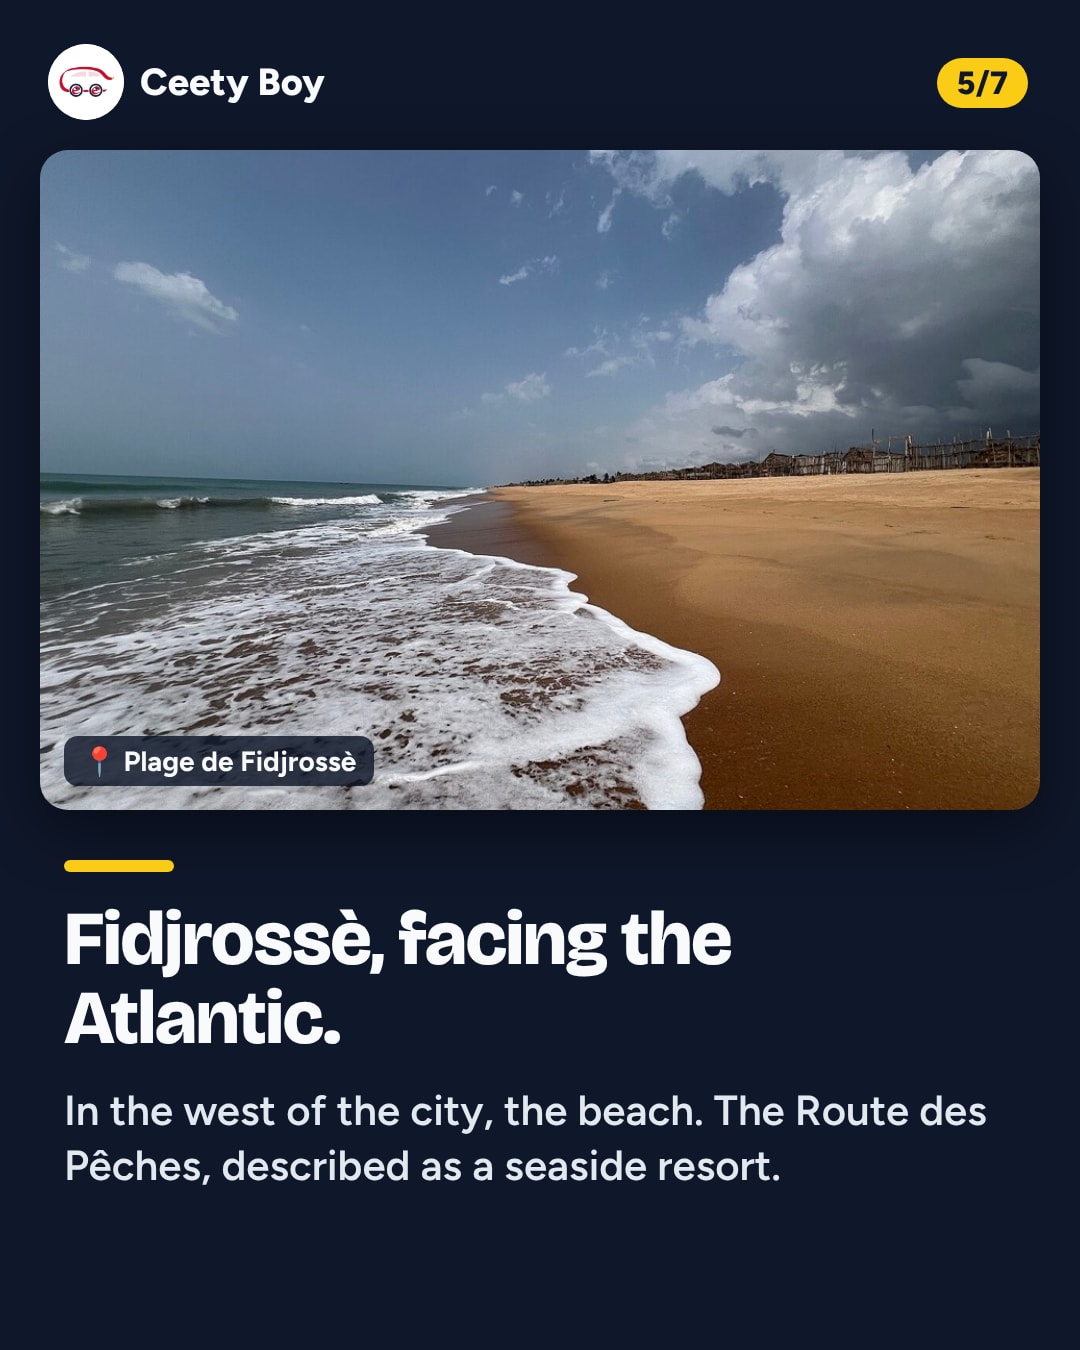 Ceety Boy
5/7
📍 Plage de Fidjrossè
Fidjrossè, facing the
Atlantic.
In the west of the city, the beach. The Route des
Pêches, described as a seaside resort.